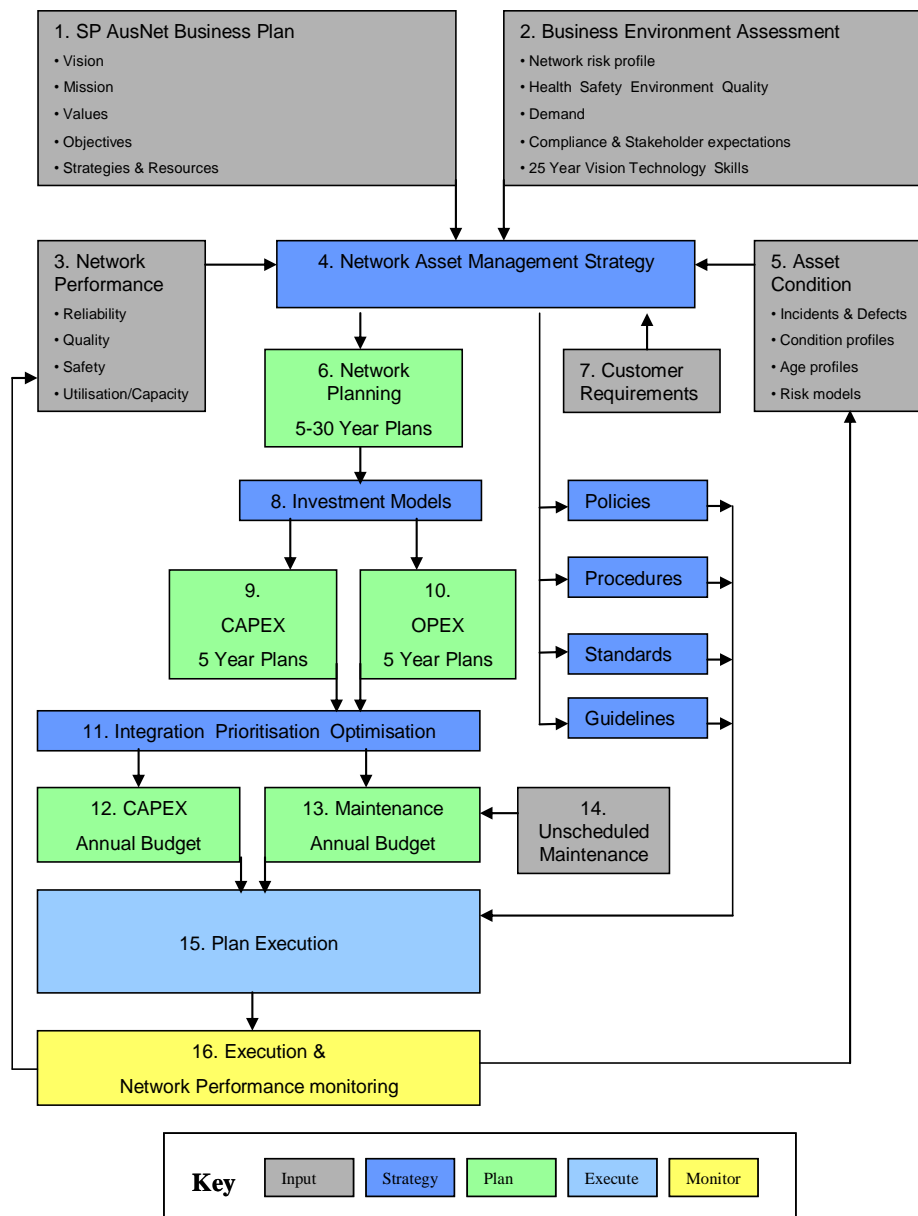 1. SP AusNet Business Plan
• Vision
• Mission
• Values
• Objectives
• Strategies & Resources
2. Business Environment Assessment
• Network risk profile
• Health Safety Environment Quality
• Demand
• Compliance & Stakeholder expectations
• 25 Year Vision Technology Skills
3. Network
Performance
• Reliability
• Quality
• Safety
• Utilisation/Capacity
4. Network Asset Management Strategy
5. Asset
Condition
• Incidents & Defects
• Condition profiles
• Age profiles
• Risk models
6. Network
Planning
5-30 Year Plans
7. Customer
Requirements
8. Investment Models
Policies
9.
CAPEX
5 Year Plans
10.
OPEX
5 Year Plans
Procedures
Standards
Guidelines
11. Integration Prioritisation Optimisation
12. CAPEX
Annual Budget
13. Maintenance
Annual Budget
14.
Unscheduled
Maintenance
15. Plan Execution
16. Execution &
Network Performance monitoring
Key
Input
Strategy
Plan
Execute
Monitor